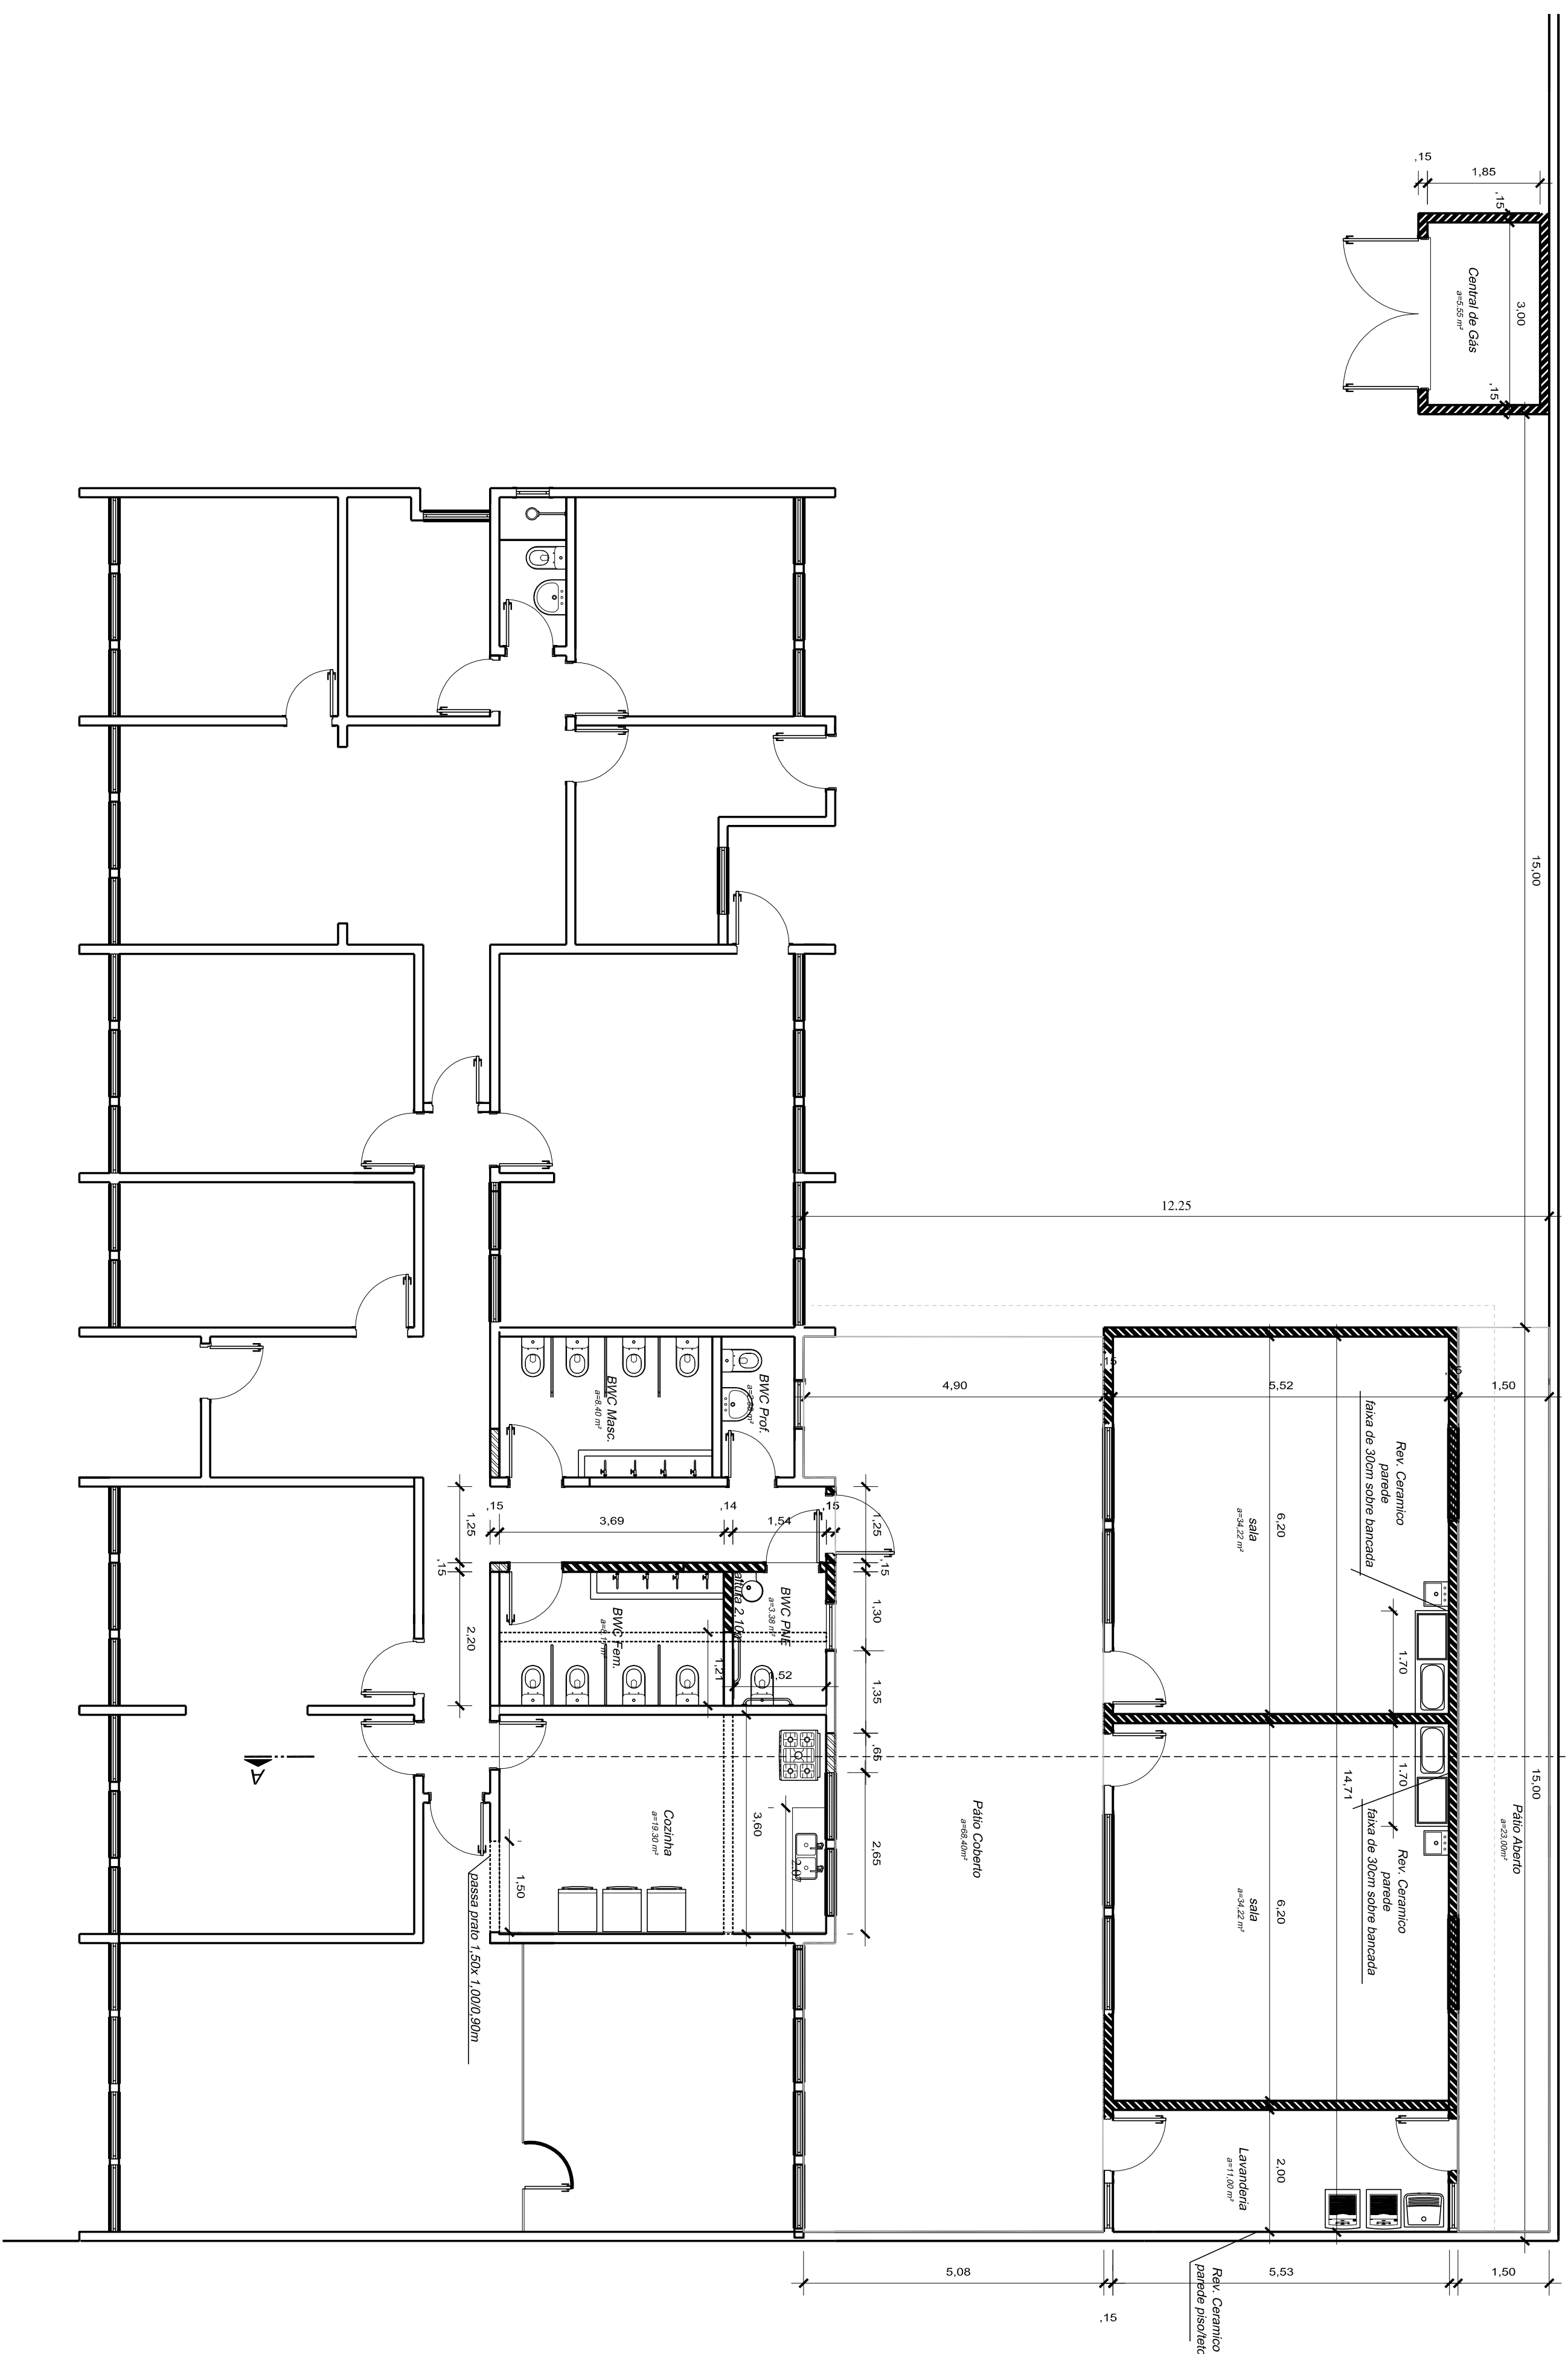 ,15
1,85
,15
Central de Gás
a=5.55 m²
3,00
,15
15,00
12.25
4,90
,15
5,52
1,50
BWC Masc.
a=8.40 m²
BWC Prof.
Rev. Ceramico
parede
faixa de 30cm sobre bancada
sala
a=34,22 m²
6,20
1,25
,15
3,69
,14
1,54
,15
1,25
,15
,15
2,20
BWC Fem.
altura 2,10m
BWC PNE
a=3.38 m²
1,30
1,21
1,52
1,35
1.70
A
,65
Cozinha
a=19.30 m²
3,60
2,07
2,65
1,50
passa prato 1,50x 1,00/0,90m
Pátio Coberto
a=68,40m²
1.70
14,71
15,00
Pátio Aberto
a=23,00m²
Rev. Ceramico
parede
faixa de 30cm sobre bancada
sala
a=34,22 m²
6,20
Lavanderia
a=11,00 m²
2,00
5,08
,15
5,53
1,50
Rev. Ceramico